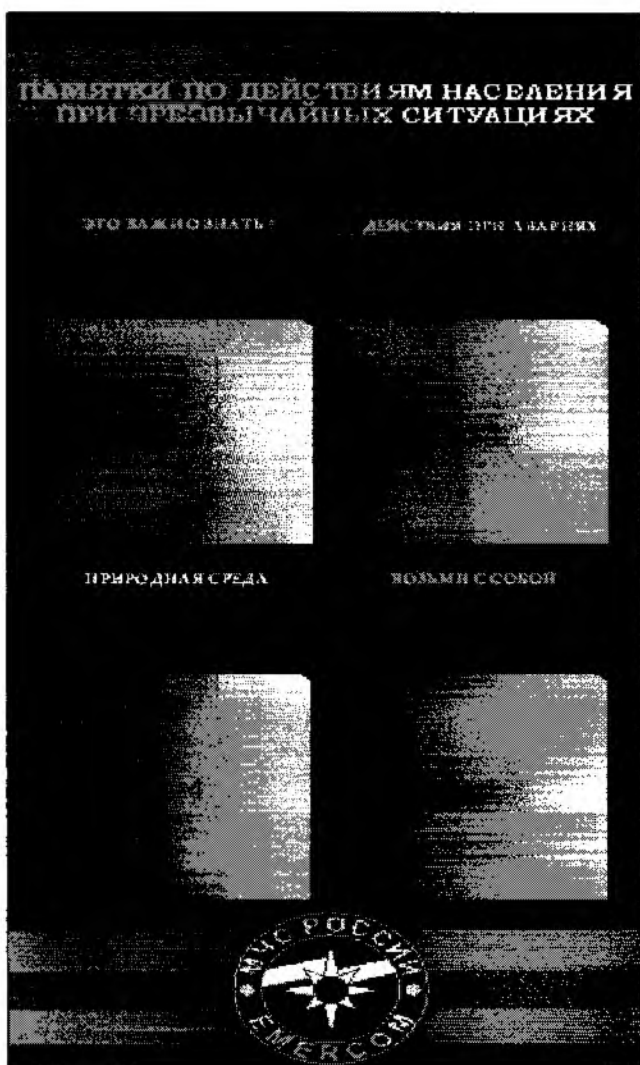 ПАМЯТКИ ПО ДЕЙСТВИЯМ НАСЕЛЕНИЯ
ПРИ ЧРЕЗВЫЧАЙНЫХ СИТУАЦИЯХ
ЭТО ВАЖНО ЗНАТЬ!
ДЕЙСТВИЯ ПРИ АВАРИЯХ
ПРИРОДНАЯ СРЕДА
ВОЗЬМИ С СОБОЙ
МЧС РОССИИ
EMERCOM